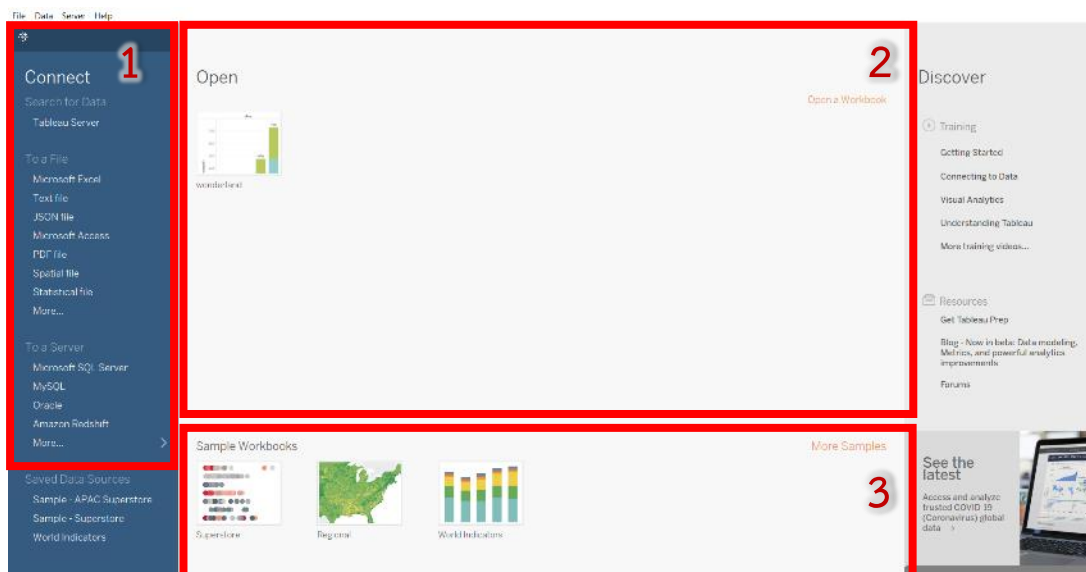 File Data Server Help
1
Connect
Search for Data
Tableau Server
To a File
Microsoft Excel
Text file
JSON file
Microsoft Access
PDF file
Spatial file
Statistical file
More...
To a Server
Microsoft SQL Server
MySQL
Oracle
Amazon Redshift
More...
Saved Data Sources
Sample - APAC Superstore
Sample - Superstore
World Indicators
2
Open
Open a Workbook
wonderland
3
Sample Workbooks
More Samples
Superstore
Regional
World Indicators
Discover
Training
Getting Started
Connecting to Data
Visual Analytics
Understanding Tableau
More training videos...
Resources
Get Tableau Prep
Blog - Now in beta: Data modeling,
Metrics, and powerful analytics
improvements
Forums
See the
latest
Access and analyze
trusted COVID 19
(Coronavirus) global
data